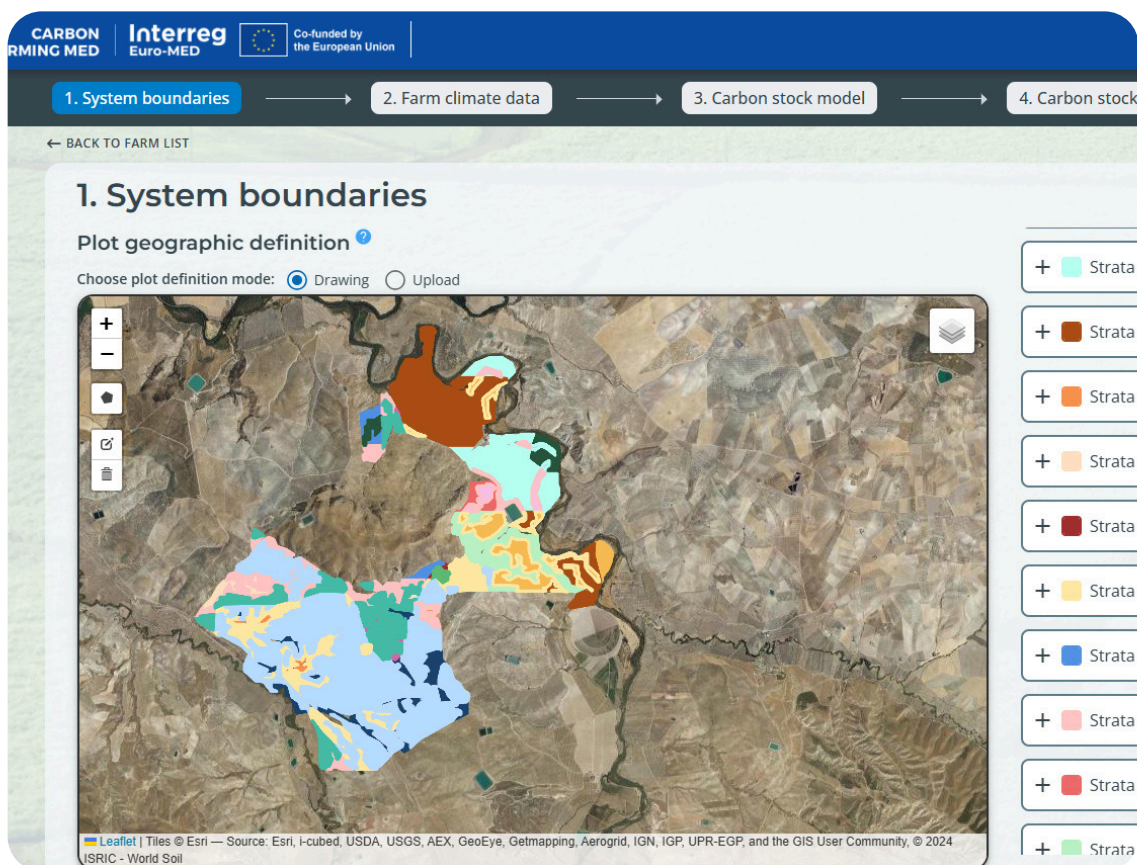 CARBON
RMING MED
Interreg
Euro-MED
Co-funded by
the European Union
1. System boundaries
2. Farm climate data
3. Carbon stock model
4. Carbon stock
← BACK TO FARM LIST
1. System boundaries
Plot geographic definition ?
Choose plot definition mode: Drawing Upload
+
−
+ Strata
+ Strata
+ Strata
+ Strata
+ Strata
+ Strata
+ Strata
+ Strata
+ Strata
+ Strata
Leaflet | Tiles © Esri — Source: Esri, i-cubed, USDA, USGS, AEX, GeoEye, Getmapping, Aerogrid, IGN, IGP, UPR-EGP, and the GIS User Community, © 2024
ISRIC - World Soil